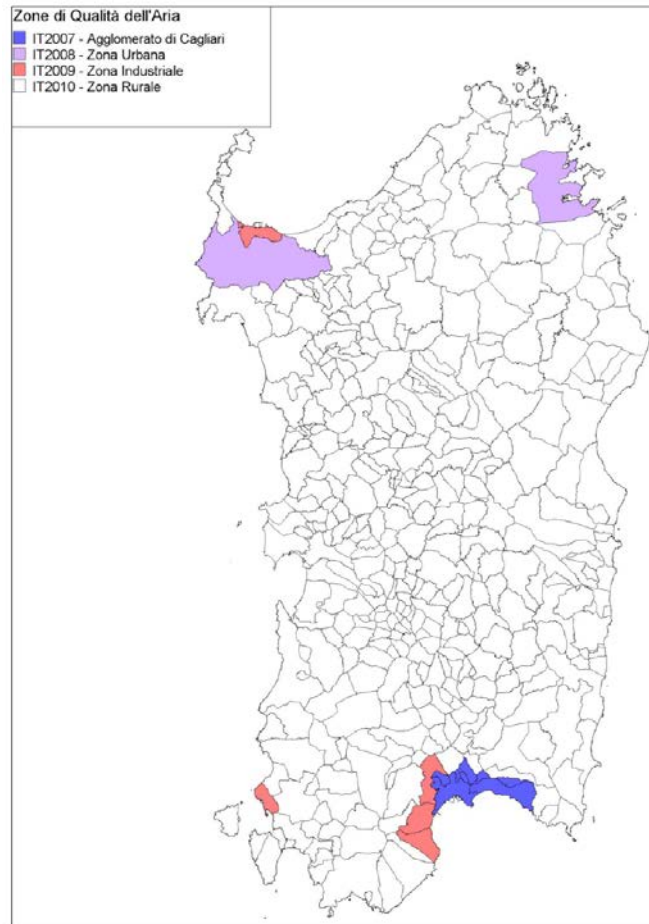 Zone di Qualità dell'Aria
IT2007 - Agglomerato di Cagliari
IT2008 - Zona Urbana
IT2009 - Zona Industriale
IT2010 - Zona Rurale